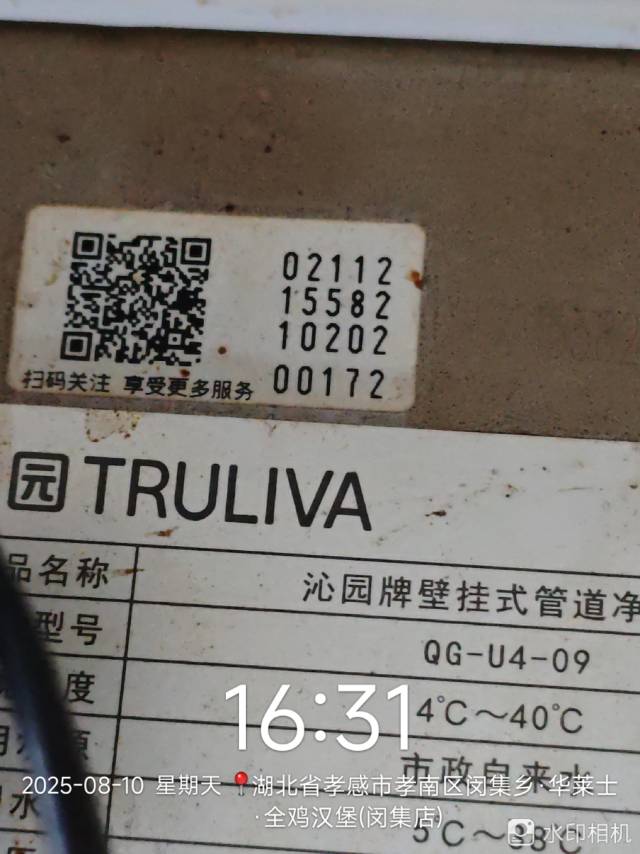 02112
15582
10202
扫码关注 享受更多服务
00172
园 TRULIVA
品名称
沁园牌壁挂式管道净
型号
QG-U4-09
度
4℃～40℃
16:31
市政自来水
2025-08-10 星期天 湖北省孝感市孝南区闵集乡·华莱士
·全鸡汉堡(闵集店)
水
5℃～38℃
水印相机